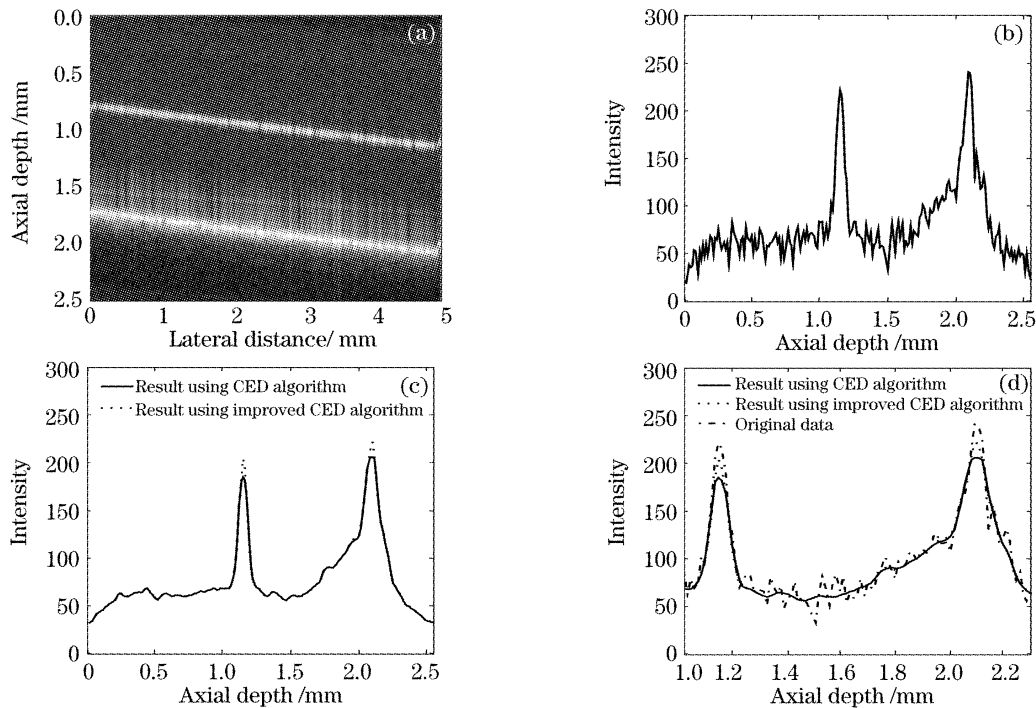 (a)
0.0
0.5
1.0
1.5
2.0
2.5
Axial depth /mm
0 1 2 3 4 5
Lateral distance/ mm
(b)
300
250
200
150
100
50
0
Intensity
0 0.5 1.0 1.5 2.0 2.5
Axial depth /mm
(c)
Result using CED algorithm
Result using improved CED algorithm
300
250
200
150
100
50
0
Intensity
0 0.5 1.0 1.5 2.0 2.5
Axial depth /mm
(d)
Result using CED algorithm
Result using improved CED algorithm
Original data
300
250
200
150
100
50
0
Intensity
1.0 1.2 1.4 1.6 1.8 2.0 2.2
Axial depth /mm